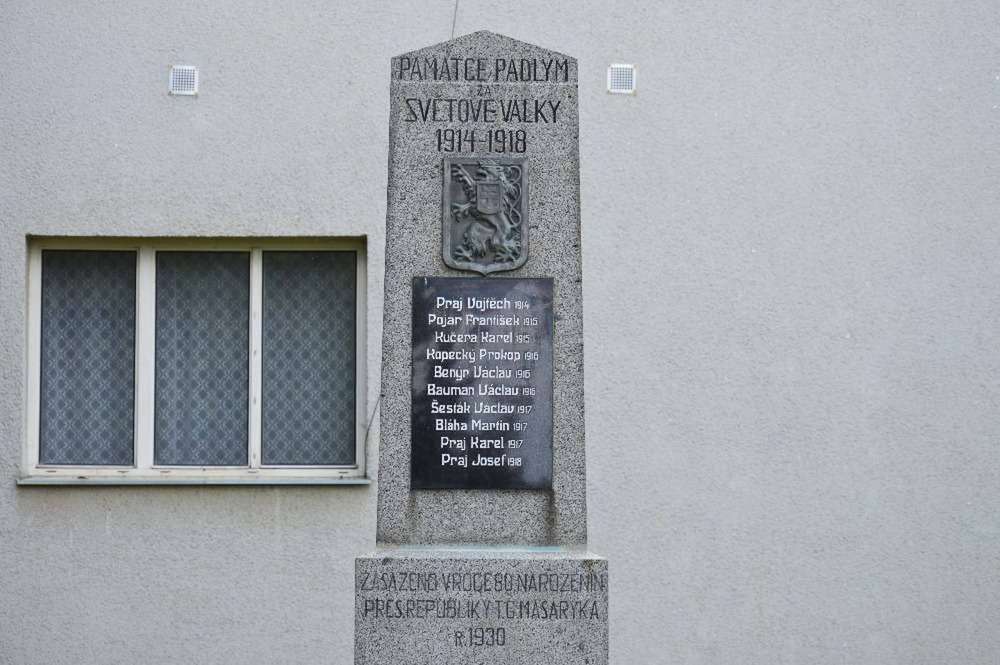 PAMÁTCE PADLÝM
ZA
SVĚTOVÉ VÁLKY
1914-1918
Praj Vojtěch 1914
Pojar František 1915
Kučera Karel 1915
Kopecký Prokop 1916
Benýr Václav 1916
Bauman Václav 1916
Šesták Václav 1917
Bláha Martin 1917
Praj Karel 1917
Praj Josef 1918
ZASAZENO V ROCE 80. NAROZENIN
PRES. REPUBLIKY T. G. MASARYKA
R. 1930